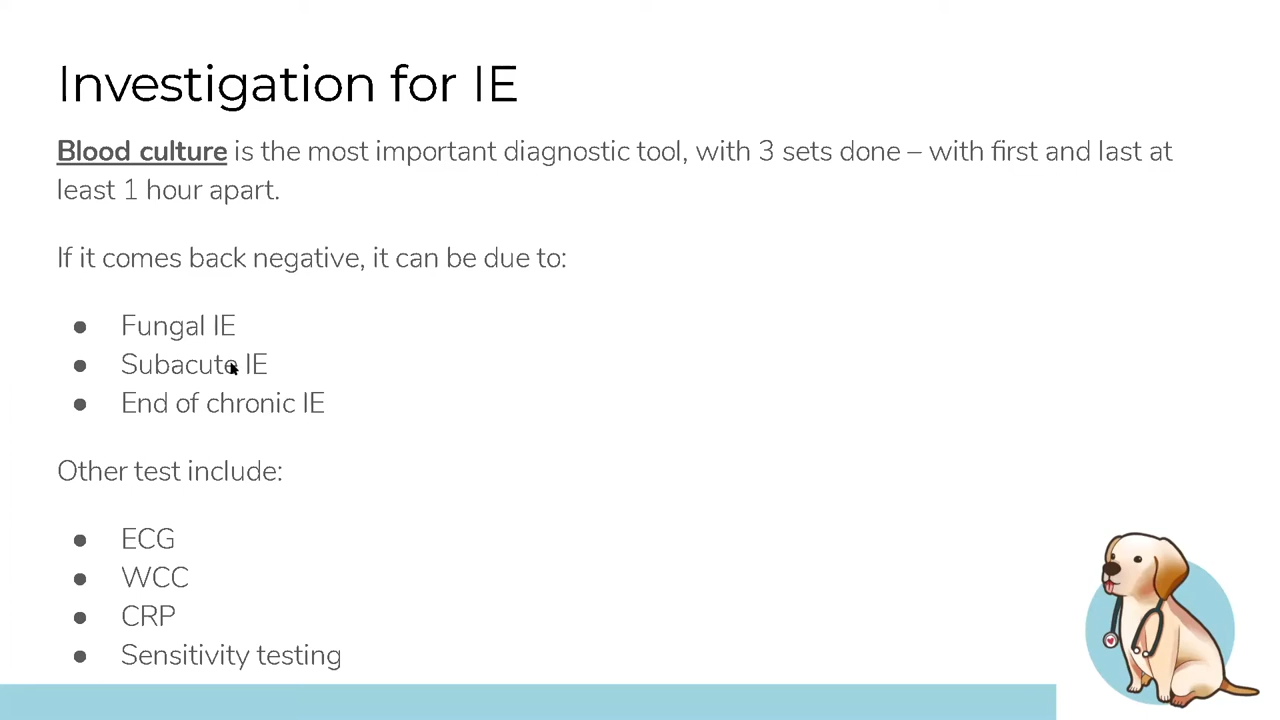 Investigation for IE
Blood culture is the most important diagnostic tool, with 3 sets done – with first and last at
least 1 hour apart.
If it comes back negative, it can be due to:
● Fungal IE
● Subacute IE
● End of chronic IE
Other test include:
● ECG
● WCC
● CRP
● Sensitivity testing